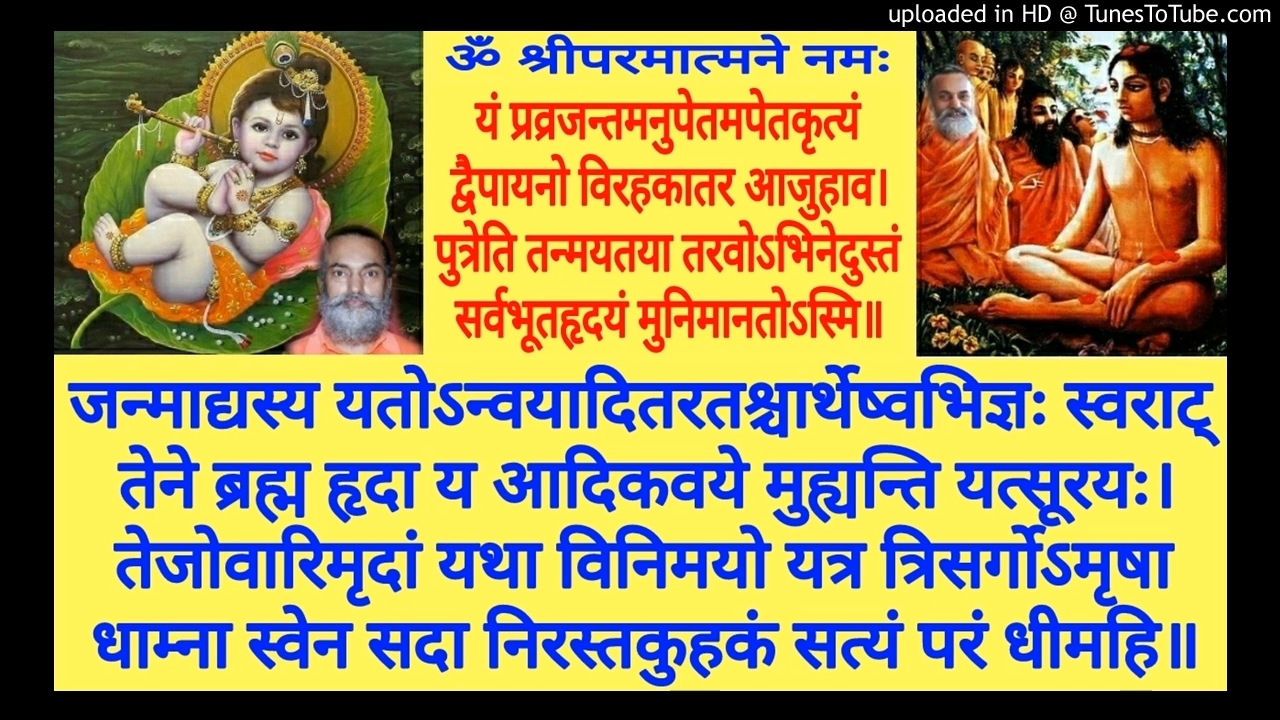 uploaded in HD @ TunesToTube.com
ॐ श्रीपरमात्मने नमः
यं प्रव्रजन्तमनुपेतमपेतकृत्यं
द्वैपायनो विरहकातर आजुहाव।
पुत्रेति तन्मयतया तरवोऽभिनेदुस्तं
सर्वभूतहृदयं मुनिमानतोऽस्मि॥
जन्माद्यस्य यतोऽन्वयादितरतश्चार्थेष्वभिज्ञः स्वराट्
तेने ब्रह्म हृदा य आदिकवये मुह्यन्ति यत्सूरयः।
तेजोवारिमृदां यथा विनिमयो यत्र त्रिसर्गोऽमृषा
धाम्ना स्वेन सदा निरस्तकुहकं सत्यं परं धीमहि॥